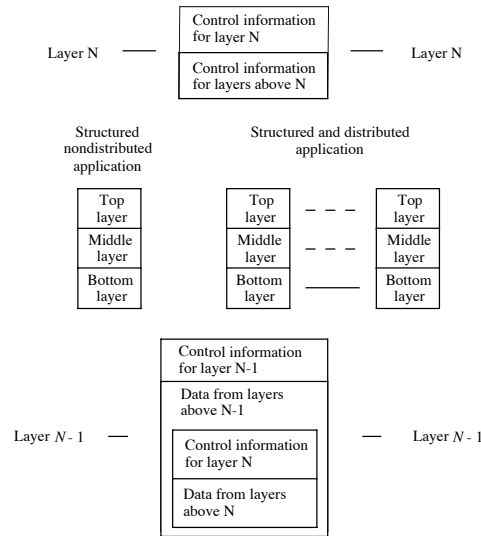 Control information
for layer N
Layer N
Layer N
Control information
for layers above N
Structured
nondistributed
application
Structured and distributed
application
Top
layer
Top
layer
Top
layer
Middle
layer
Middle
layer
Middle
layer
Bottom
layer
Bottom
layer
Bottom
layer
Control information
for layer N-1
Data from layers
above N-1
Layer N - 1
Layer N - 1
Control information
for layer N
Data from layers
above N